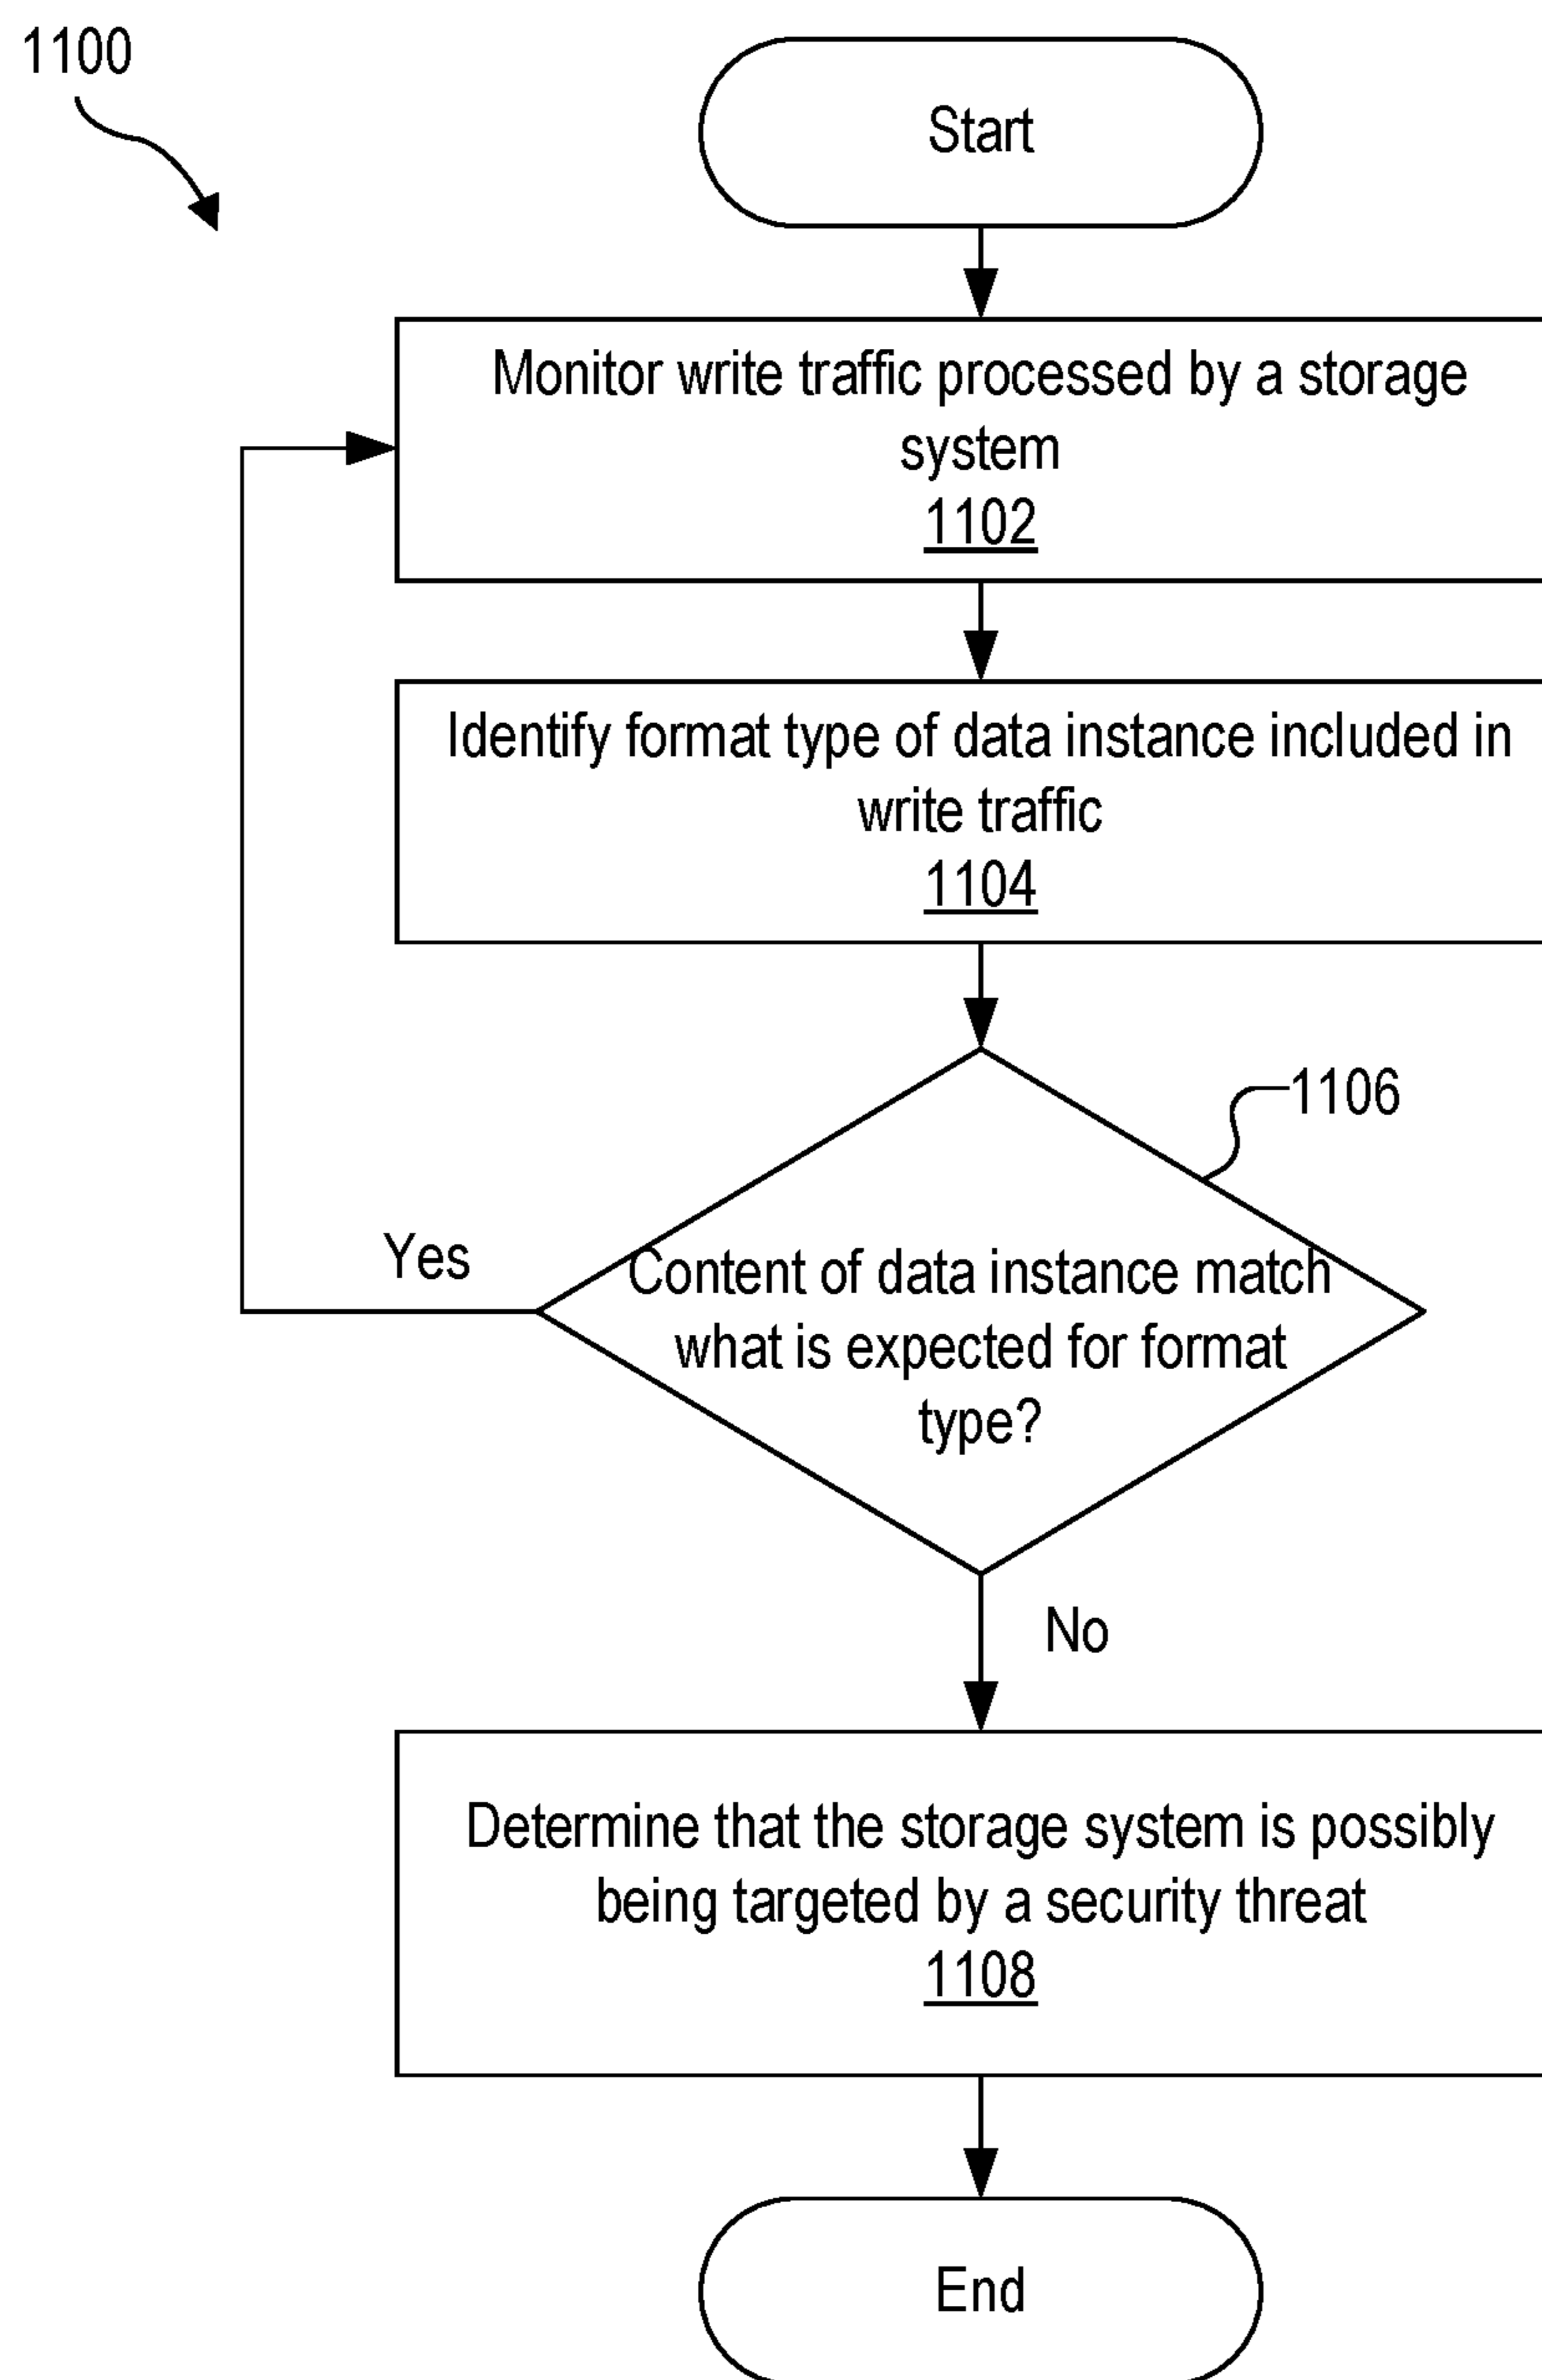 1100
Start
Monitor write traffic processed by a storage
system
1102
Identify format type of data instance included in
write traffic
1104
1106
Content of data instance match
what is expected for format
type?
Yes
No
Determine that the storage system is possibly
being targeted by a security threat
1108
End